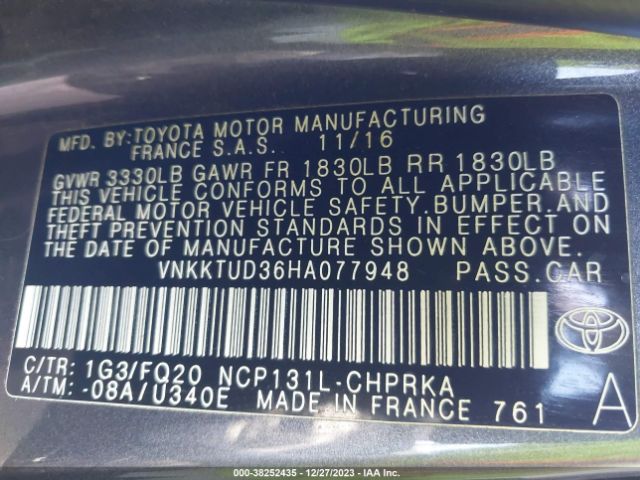 MFD. BY:TOYOTA MOTOR MANUFACTURING
FRANCE S.A.S. 11/16
GVWR 3330LB GAWR FR 1830LB RR 1830LB
THIS VEHICLE CONFORMS TO ALL APPLICABLE
FEDERAL MOTOR VEHICLE SAFETY,BUMPER,AND
THEFT PREVENTION STANDARDS IN EFFECT ON
THE DATE OF MANUFACTURE SHOWN ABOVE.
VNKKTUD36HA077948 PASS.CAR
C/TR: 1G3/FQ20 NCP131L-CHPRKA
A/TM: -08A/U340E MADE IN FRANCE 761 A
000-38252435 - 12/27/2023 - IAA Inc.